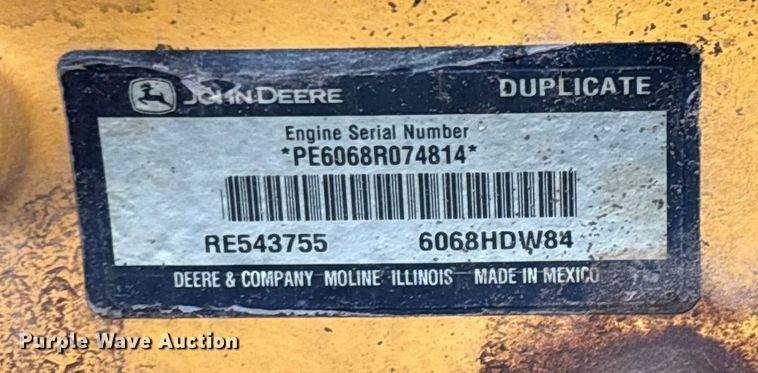 JOHN DEERE
DUPLICATE
Engine Serial Number
*PE6068R074814*
RE543755 6068HDW84
DEERE & COMPANY MOLINE ILLINOIS MADE IN MEXICO
Purple Wave Auction